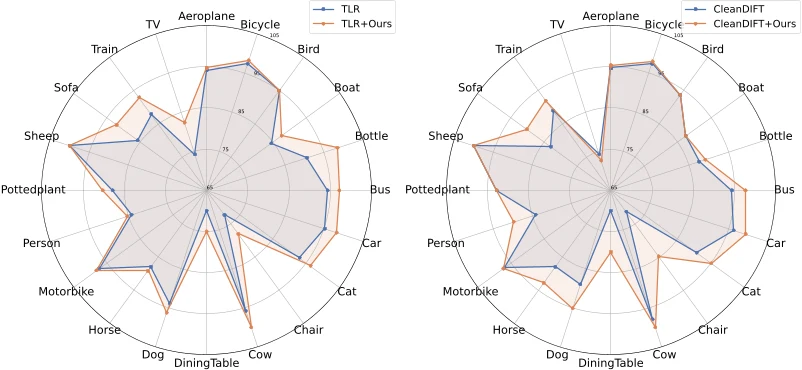 TLR
TLR+Ours
Aeroplane
Bicycle
Bird
Boat
Bottle
Bus
Car
Cat
Chair
Cow
DiningTable
Dog
Horse
Motorbike
Person
Pottedplant
Sheep
Sofa
Train
TV
65
75
85
95
105
CleanDIFT
CleanDIFT+Ours
Aeroplane
Bicycle
Bird
Boat
Bottle
Bus
Car
Cat
Chair
Cow
DiningTable
Dog
Horse
Motorbike
Person
Pottedplant
Sheep
Sofa
Train
TV
65
75
85
95
105